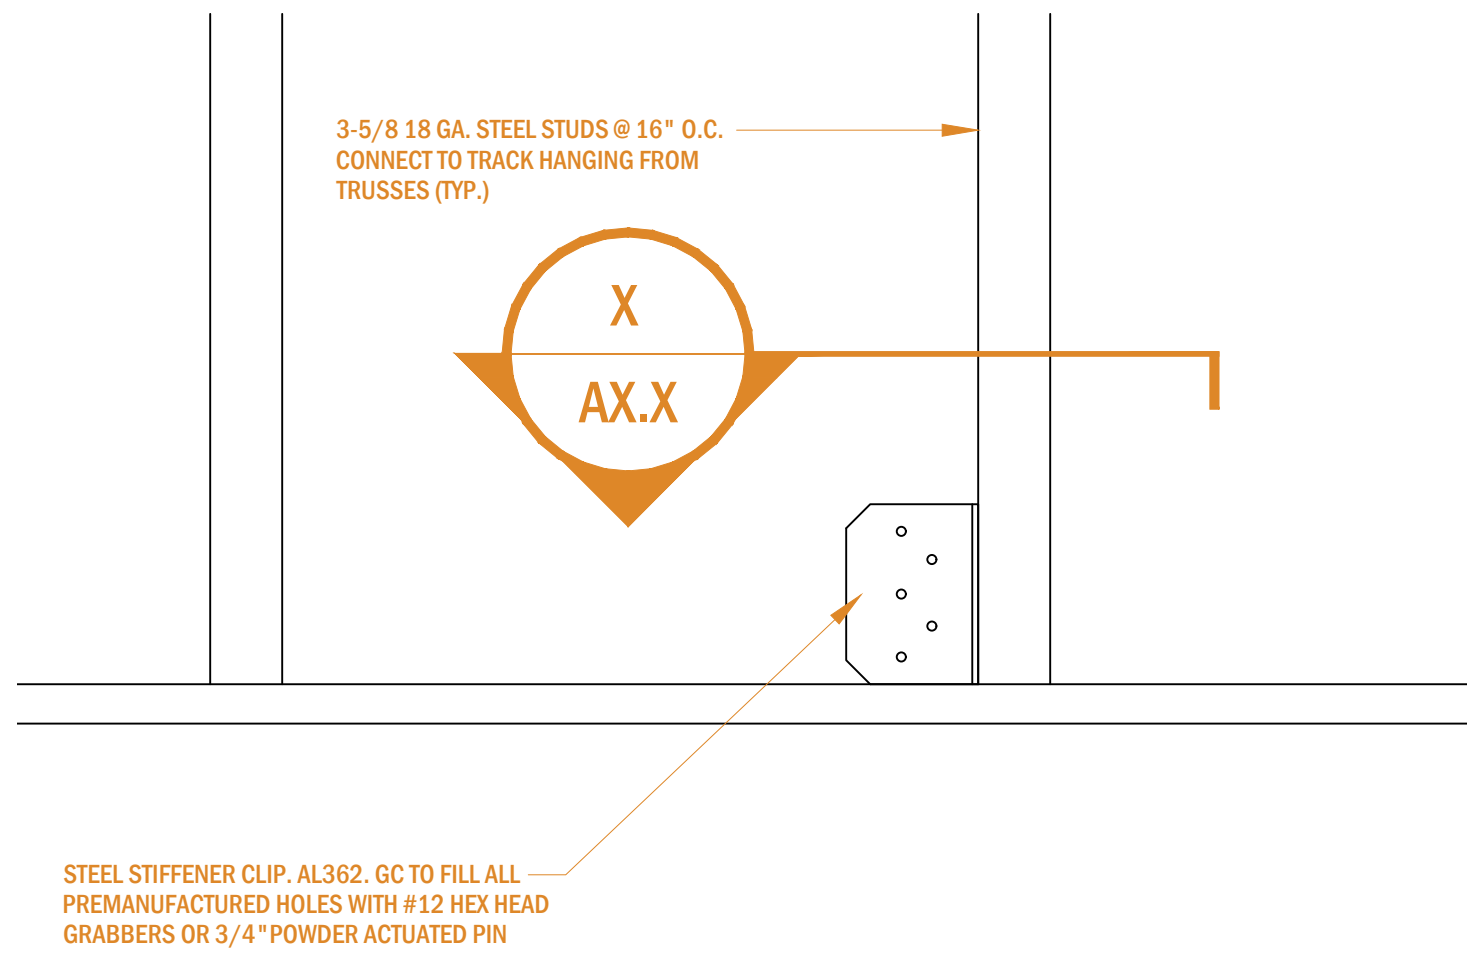 3-5/8 18 GA. STEEL STUDS @ 16" O.C.
CONNECT TO TRACK HANGING FROM
TRUSSES (TYP.)
X
AX.X
STEEL STIFFENER CLIP. AL362. GC TO FILL ALL
PREMANUFACTURED HOLES WITH #12 HEX HEAD
GRABBERS OR 3/4" POWDER ACTUATED PIN